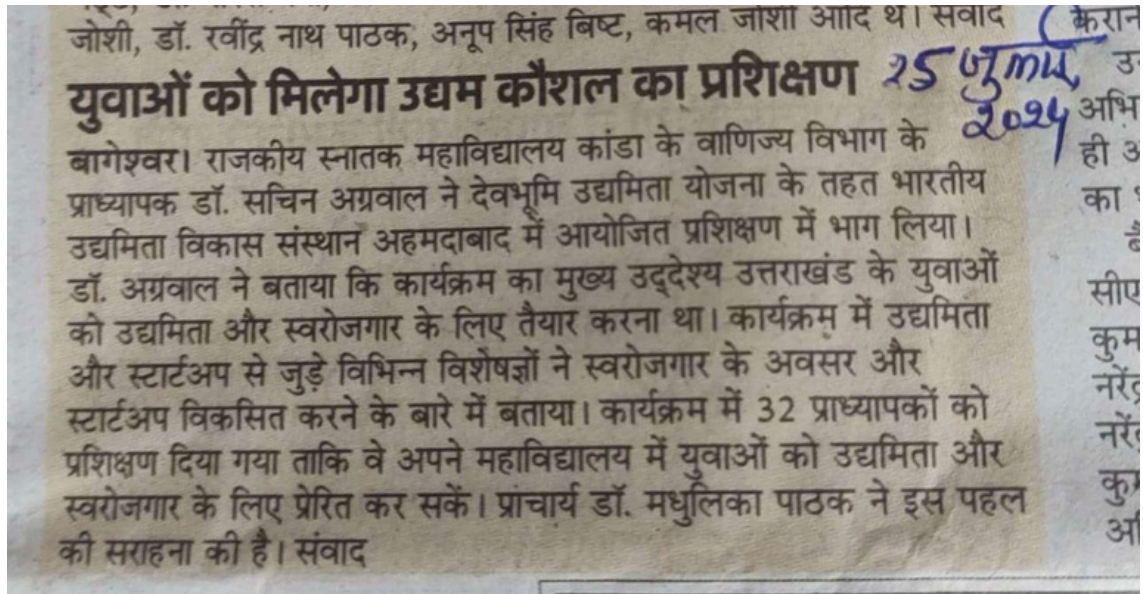 जोशी, डॉ. रवींद्र नाथ पाठक, अनूप सिंह बिष्ट, कमल जोशी आदि थे। संवाद
युवाओं को मिलेगा उद्यम कौशल का प्रशिक्षण
25 जुलाई
2024
बागेश्वर। राजकीय स्नातक महाविद्यालय कांडा के वाणिज्य विभाग के
प्राध्यापक डॉ. सचिन अग्रवाल ने देवभूमि उद्यमिता योजना के तहत भारतीय
उद्यमिता विकास संस्थान अहमदाबाद में आयोजित प्रशिक्षण में भाग लिया।
डॉ. अग्रवाल ने बताया कि कार्यक्रम का मुख्य उद्देश्य उत्तराखंड के युवाओं
को उद्यमिता और स्वरोजगार के लिए तैयार करना था। कार्यक्रम में उद्यमिता
और स्टार्टअप से जुड़े विभिन्न विशेषज्ञों ने स्वरोजगार के अवसर और
स्टार्टअप विकसित करने के बारे में बताया। कार्यक्रम में 32 प्राध्यापकों को
प्रशिक्षण दिया गया ताकि वे अपने महाविद्यालय में युवाओं को उद्यमिता और
स्वरोजगार के लिए प्रेरित कर सकें। प्राचार्य डॉ. मधुलिका पाठक ने इस पहल
की सराहना की है। संवाद